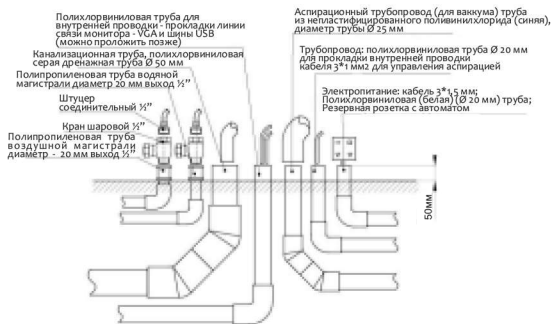 Полихлорвиниловая труба для
внутренней проводки - прокладки линии
связи монитора - VGA и шины USB
(можно проложить позже)
Канализационная труба, полихлорвиниловая
серая дренажная труба Ø 50 мм
Полипропиленовая труба водяной
магистрали диаметр 20 мм выход ½”
Штуцер
соединительный ½”
Кран шаровой ½”
Полипропиленовая труба
воздушной магистрали
диаметр - 20 мм выход ½”
Аспирационный трубопровод (для ваккума) труба
из непластифицированного поливинилхлорида (синяя),
диаметр трубы Ø 25 мм
Трубопровод: полихлорвиниловая труба Ø 20 мм
для прокладки внутренней проводки
кабеля 3*1 мм2 для управления аспирацией
Электропитание: кабель 3*1,5 мм;
Полихлорвиниловая (белая) (Ø 20 мм) труба;
Резервная розетка с автоматом
50мм